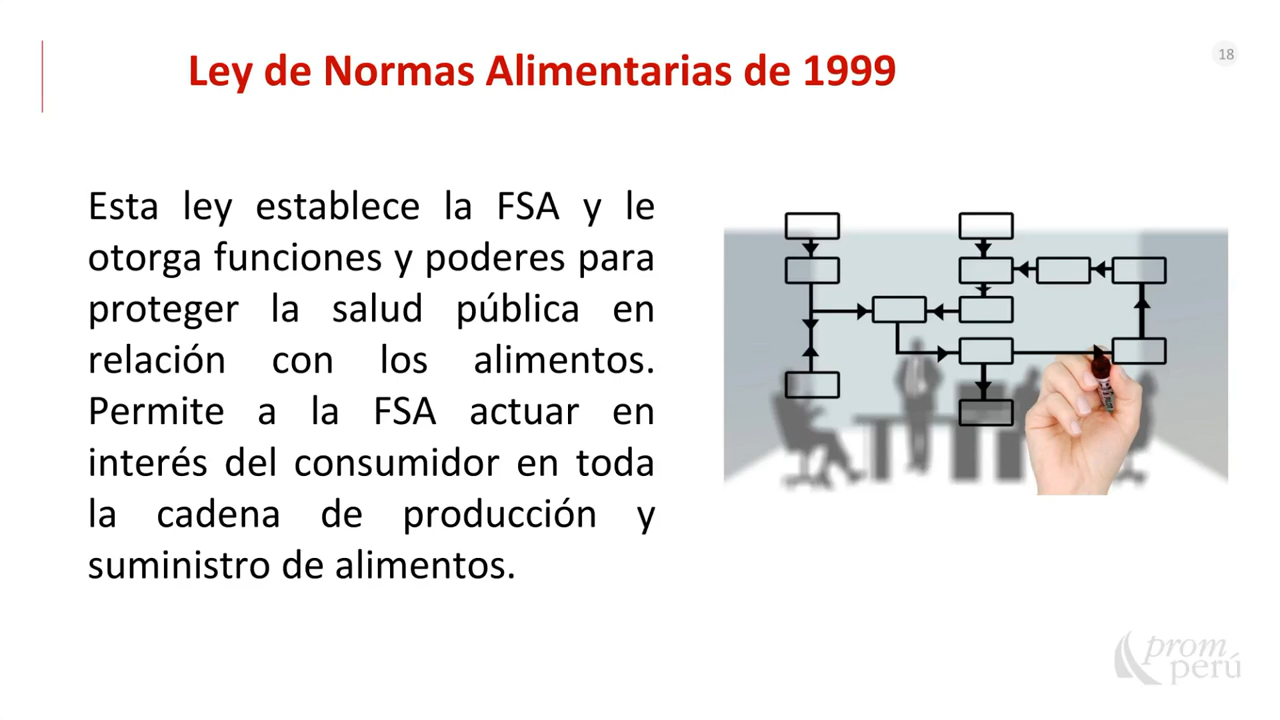 Ley de Normas Alimentarias de 1999
18
Esta ley establece la FSA y le
otorga funciones y poderes para
proteger la salud pública en
relación con los alimentos.
Permite a la FSA actuar en
interés del consumidor en toda
la cadena de producción y
suministro de alimentos.
prom
perú